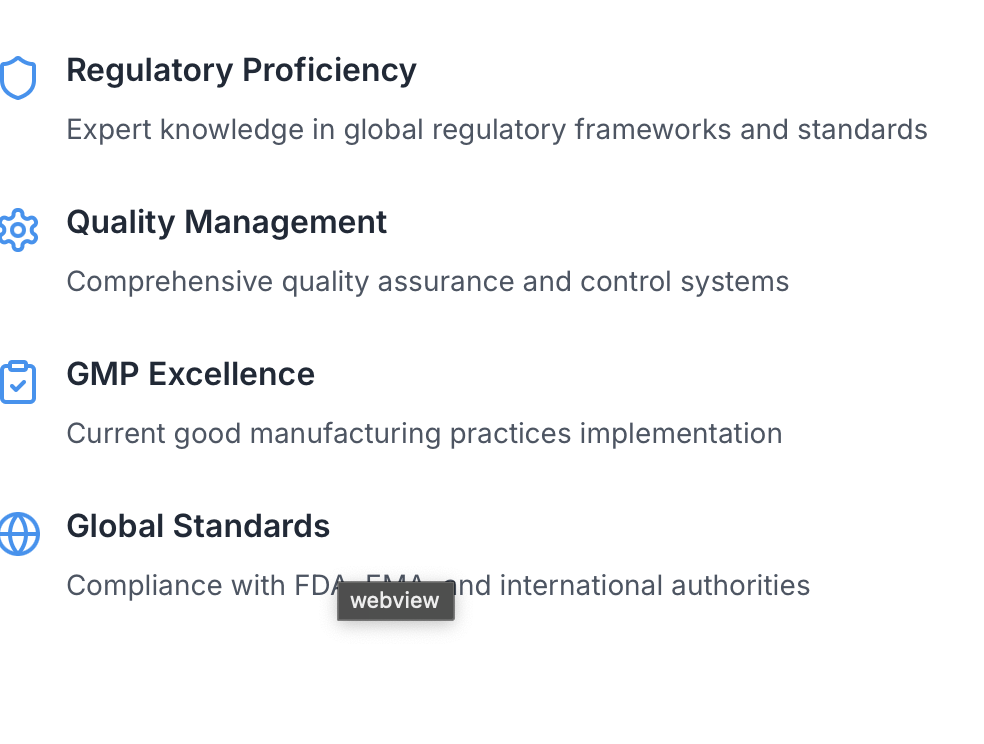 Regulatory Proficiency
Expert knowledge in global regulatory frameworks and standards
Quality Management
Comprehensive quality assurance and control systems
GMP Excellence
Current good manufacturing practices implementation
Global Standards
Compliance with FDA, EMA, and international authorities
webview